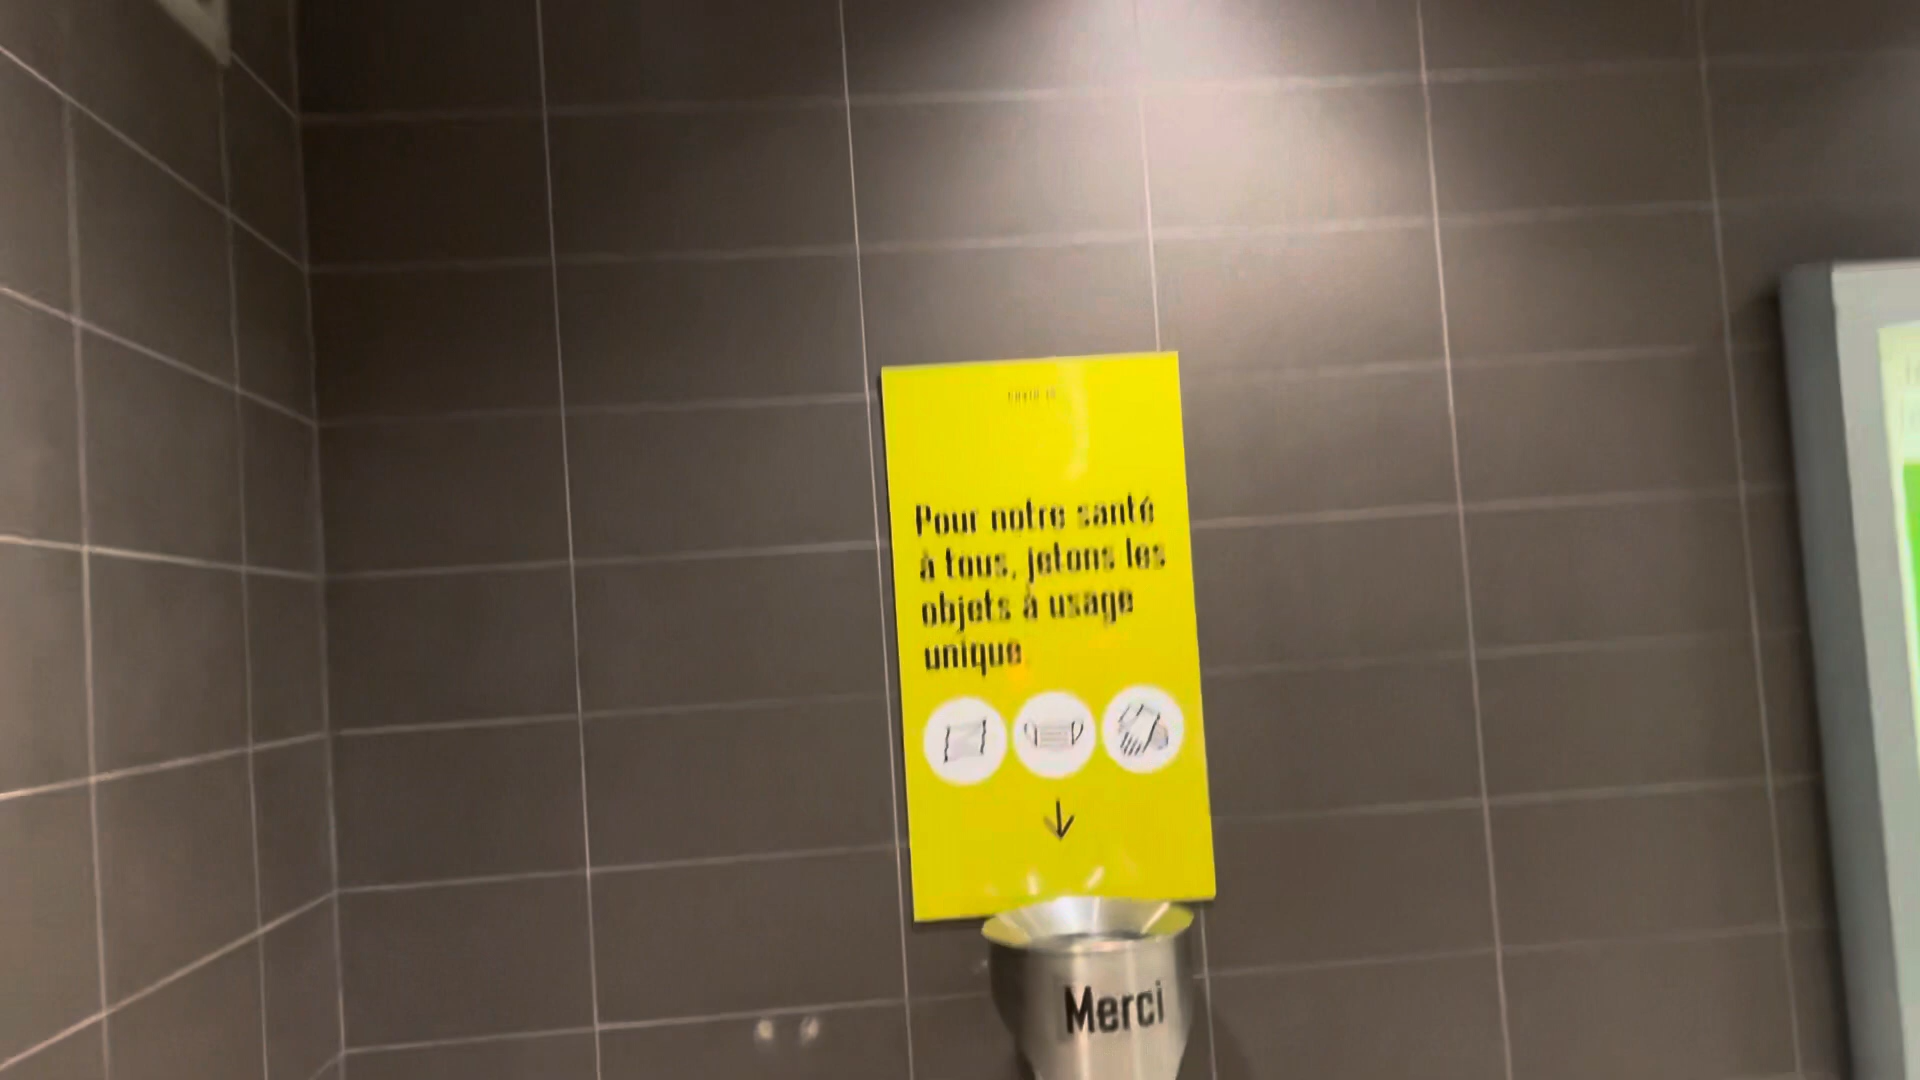 Pour notre santé
à tous, jetons les
objets à usage
unique.
Merci